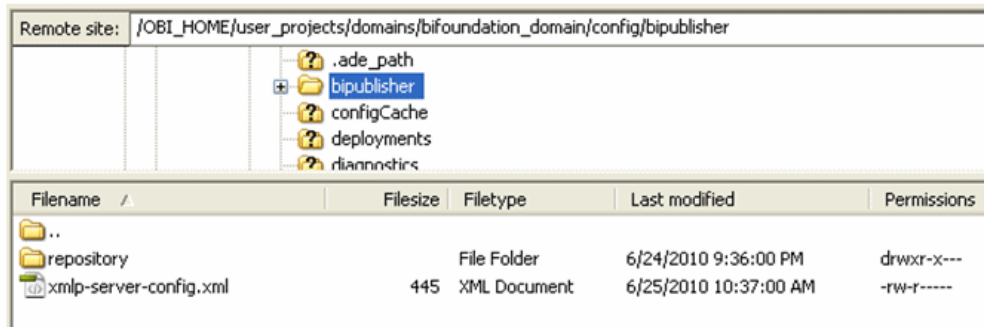 Remote site: /OBI_HOME/user_projects/domains/bifoundation_domain/config/bipublisher
.ade_path
bipublisher
configCache
deployments
diagnostics
Filename Filesize Filetype Last modified Permissions
..
repository File Folder 6/24/2010 9:36:00 PM drwxr-x---
xmlp-server-config.xml 445 XML Document 6/25/2010 10:37:00 AM -rw-r-----